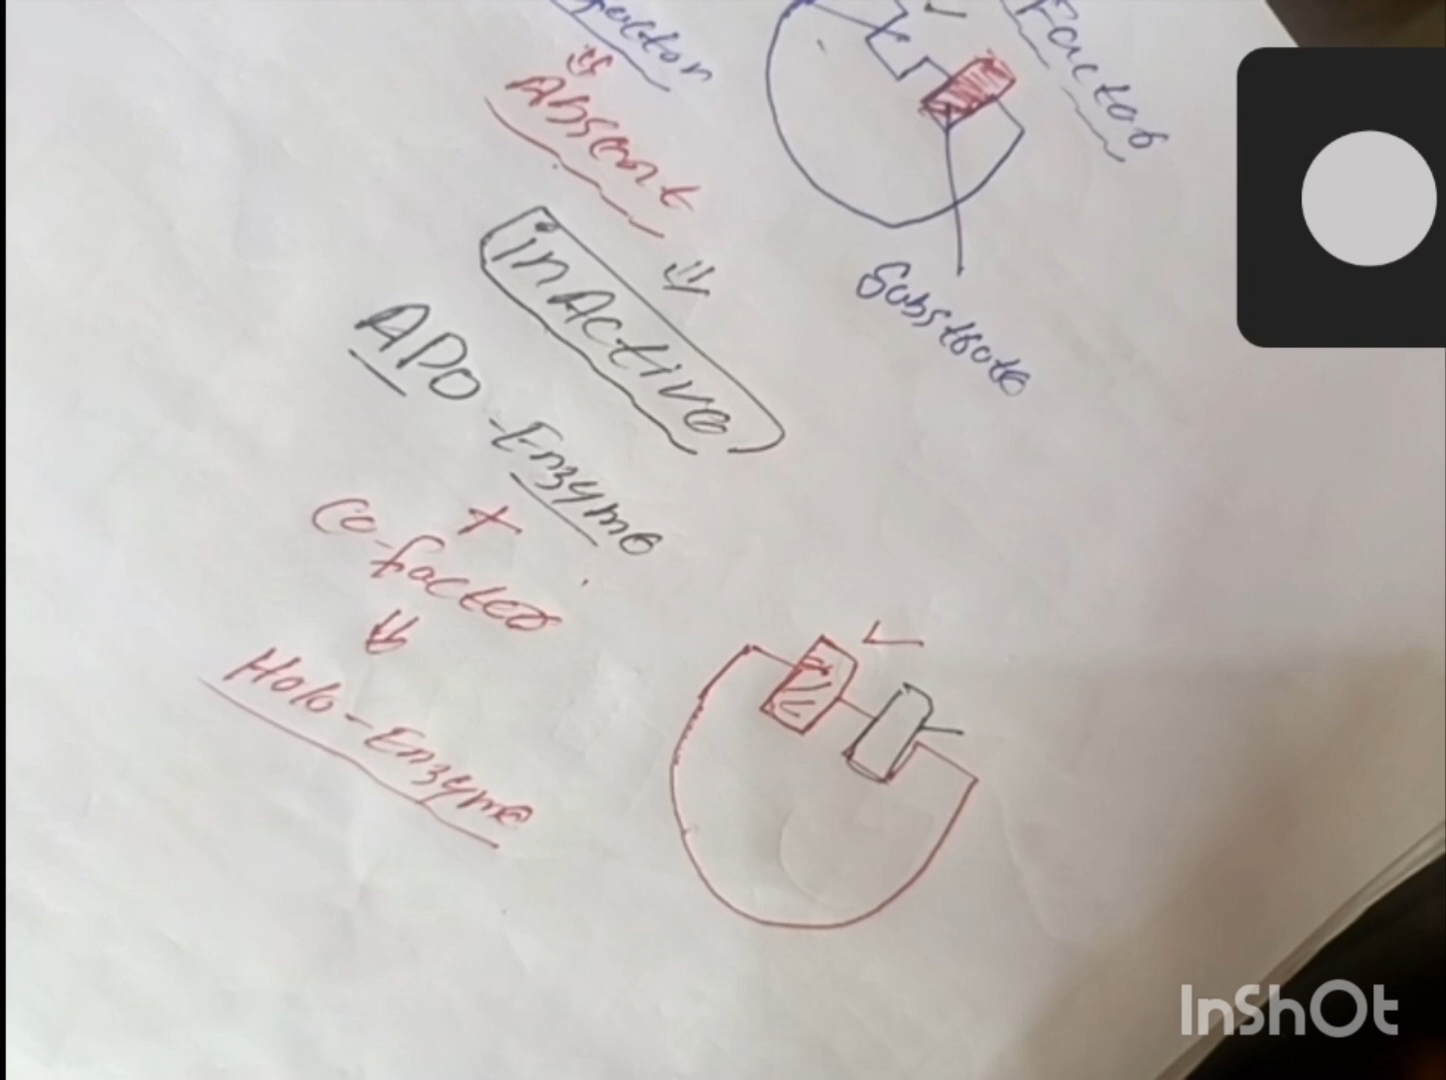 Factor
Absent
inActive
Substrate
APO-Enzyme
+
Co-factor
Holo-Enzyme
InShOt